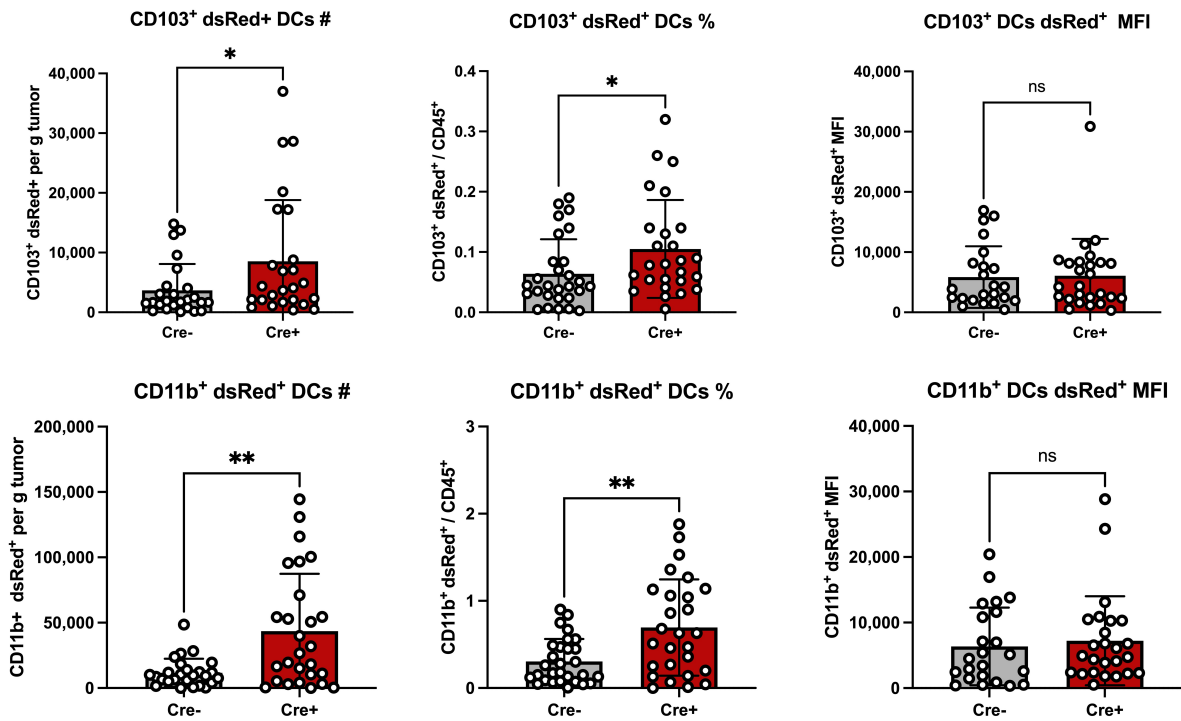 CD103⁺ dsRed+ DCs #
*
CD103⁺ dsRed+ per g tumor
40,000
30,000
20,000
10,000
0
Cre-
Cre+
CD103⁺ dsRed⁺ DCs %
*
CD103⁺ dsRed⁺ / CD45⁺
0.4
0.3
0.2
0.1
0.0
Cre-
Cre+
CD103⁺ DCs dsRed⁺ MFI
ns
CD103⁺ dsRed⁺ MFI
40,000
30,000
20,000
10,000
0
Cre-
Cre+
CD11b⁺ dsRed⁺ DCs #
**
CD11b+ dsRed⁺ per g tumor
200,000
150,000
100,000
50,000
0
Cre-
Cre+
CD11b⁺ dsRed⁺ DCs %
**
CD11b⁺ dsRed⁺ / CD45⁺
3
2
1
0
Cre-
Cre+
CD11b⁺ DCs dsRed⁺ MFI
ns
CD11b⁺ dsRed⁺ MFI
40,000
30,000
20,000
10,000
0
Cre-
Cre+